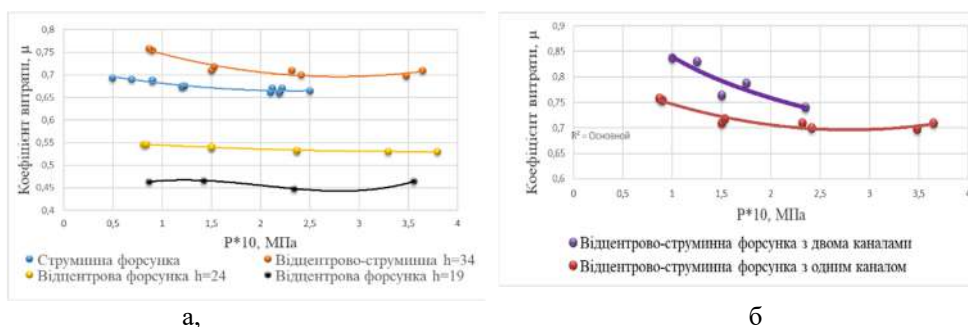 Коефішієнт витрати, μ
0,8
0,75
0,7
0,65
0,6
0,55
0,5
0,45
0,4
0 0,5 1 1,5 2 2,5 3 3,5 4
P*10, МПа
Струминна форсунка
Відцентрово-струминна h=34
Відцентрова форсунка h=24
Відцентрова форсунка h=19
а,
Коефіцієнт витрати, μ
0,9
0,85
0,8
0,75
0,7
0,65
0,6
R² = Основной
0 0,5 1 1,5 2 2,5 3 3,5 4
P*10, МПа
Відцентрово-струминна форсунка з двома каналами
Відцентрово-струминна форсунка з одним каналом
б